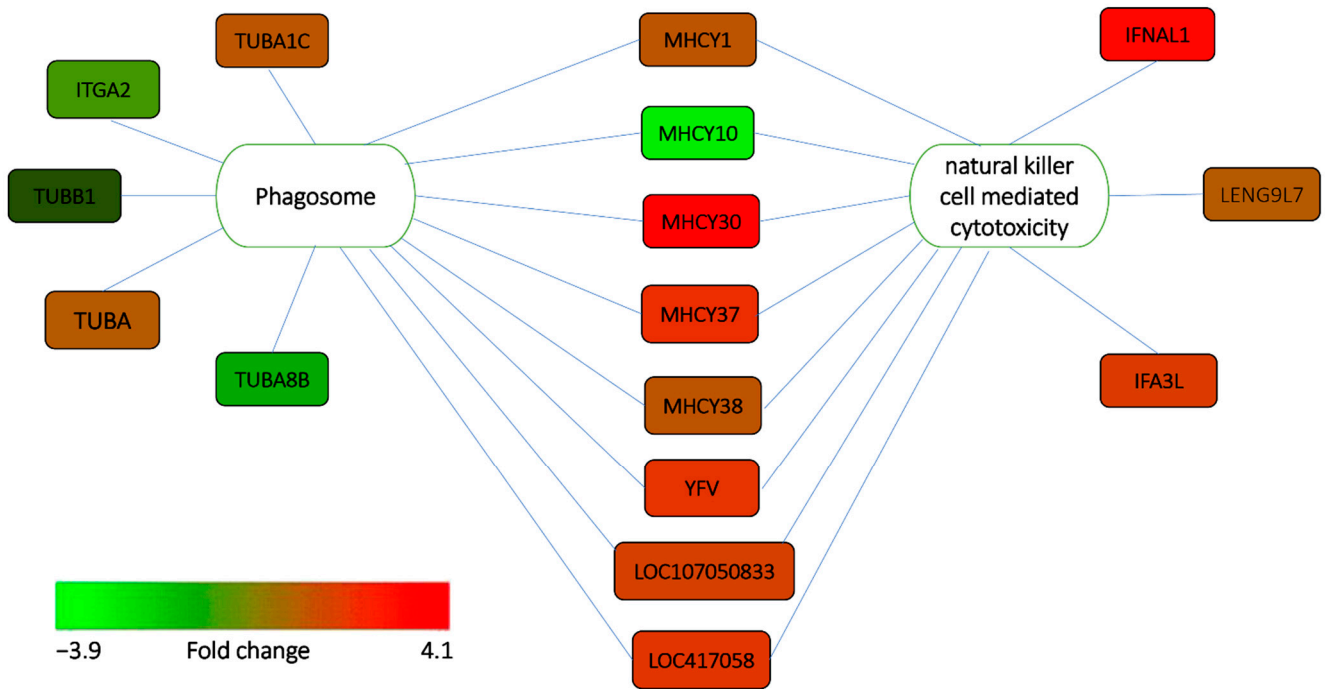 TUBA1C
MHCY1
IFNAL1
ITGA2
MHCY10
TUBB1
Phagosome
natural killer
cell mediated
cytotoxicity
LENG9L7
MHCY30
TUBA
MHCY37
TUBA8B
IFA3L
MHCY38
YFV
LOC107050833
−3.9
Fold change
4.1
LOC417058